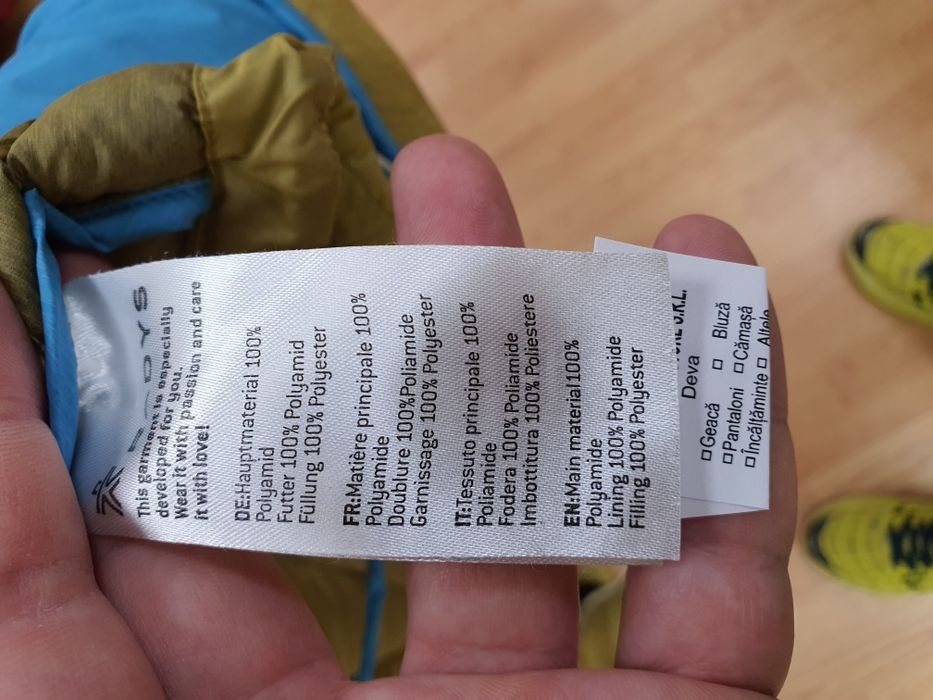 This garment is especially
developed for you.
Wear it with passion and care
it with love!
DE:Hauptmaterial 100%
Polyamid
Futter 100% Polyamid
Füllung 100% Polyester
FR:Matière principale 100%
Polyamide
Doublure 100%Poliamide
Garnissage 100% Polyester
IT:Tessuto principale 100%
Poliamide
Fodera 100% Poliamide
Imbottitura 100% Poliestere
EN:Main material100%
Polyamide
Lining 100% Polyamide
Filling 100% Polyester
S.R.L.
Deva
Geacă Bluză
Pantaloni Cămașă
Încălțăminte Altele